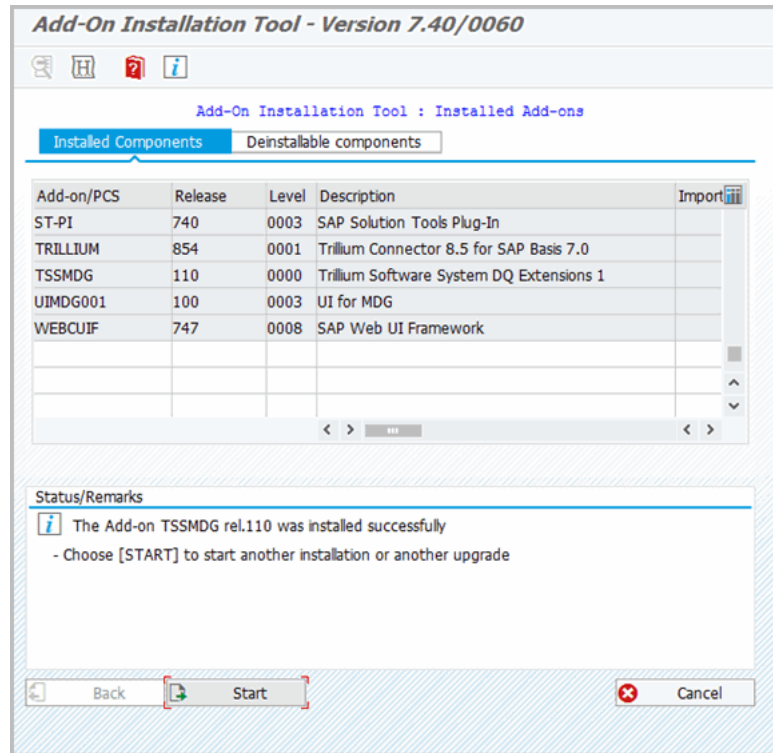 Add-On Installation Tool - Version 7.40/0060
Add-On Installation Tool : Installed Add-ons
Installed Components Deinstallable components
Add-on/PCS Release Level Description Import
ST-PI 740 0003 SAP Solution Tools Plug-In
TRILLIUM 854 0001 Trillium Connector 8.5 for SAP Basis 7.0
TSSMDG 110 0000 Trillium Software System DQ Extensions 1
UIMDG001 100 0003 UI for MDG
WEBCUIF 747 0008 SAP Web UI Framework
Status/Remarks
The Add-on TSSMDG rel.110 was installed successfully
- Choose [START] to start another installation or another upgrade
Back Start Cancel